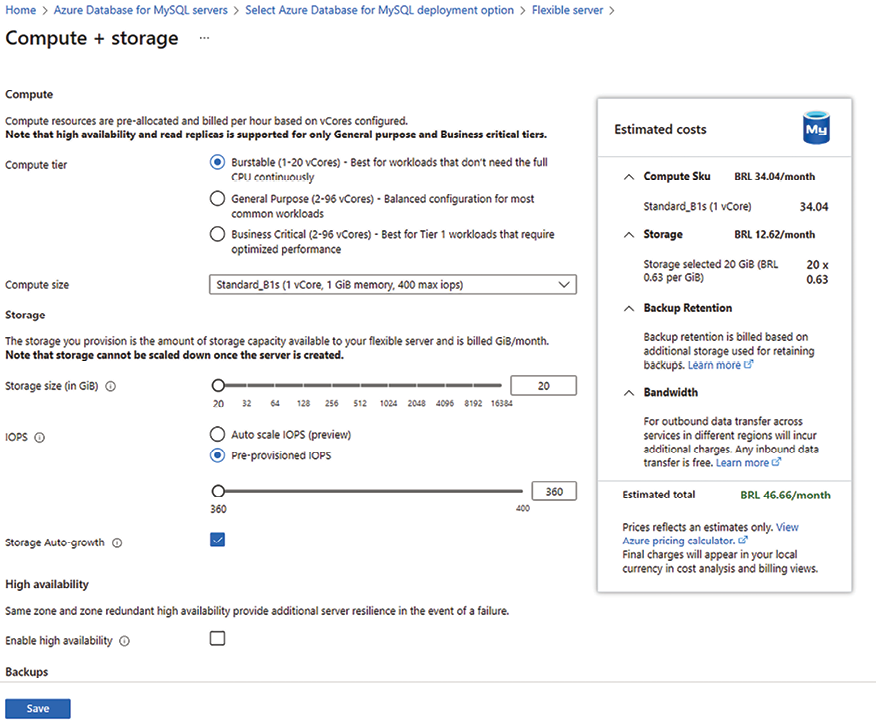 Home > Azure Database for MySQL servers > Select Azure Database for MySQL deployment option > Flexible server >
Compute + storage ...
Compute
Compute resources are pre-allocated and billed per hour based on vCores configured.
Note that high availability and read replicas is supported for only General purpose and Business critical tiers.
Compute tier
Burstable (1-20 vCores) - Best for workloads that don't need the full
CPU continuously
General Purpose (2-96 vCores) - Balanced configuration for most
common workloads
Business Critical (2-96 vCores) - Best for Tier 1 workloads that require
optimized performance
Compute size
Standard_B1s (1 vCore, 1 GiB memory, 400 max iops)
Storage
The storage you provision is the amount of storage capacity available to your flexible server and is billed GiB/month.
Note that storage cannot be scaled down once the server is created.
Storage size (in GiB)
20
20 32 64 128 256 512 1024 2048 4096 8192 16384
IOPS
Auto scale IOPS (preview)
Pre-provisioned IOPS
360
360 400
Storage Auto-growth
High availability
Same zone and zone redundant high availability provide additional server resilience in the event of a failure.
Enable high availability
Backups
Save
Estimated costs
My
Compute Sku BRL 34.04/month
Standard_B1s (1 vCore) 34.04
Storage BRL 12.62/month
Storage selected 20 GiB (BRL 20 x
0.63 per GiB) 0.63
Backup Retention
Backup retention is billed based on
additional storage used for retaining
backups. Learn more
Bandwidth
For outbound data transfer across
services in different regions will incur
additional charges. Any inbound data
transfer is free. Learn more
Estimated total BRL 46.66/month
Prices reflect​s an estimates only. View
Azure pricing calculator.
Final charges will appear in your local
currency in cost analysis and billing views.